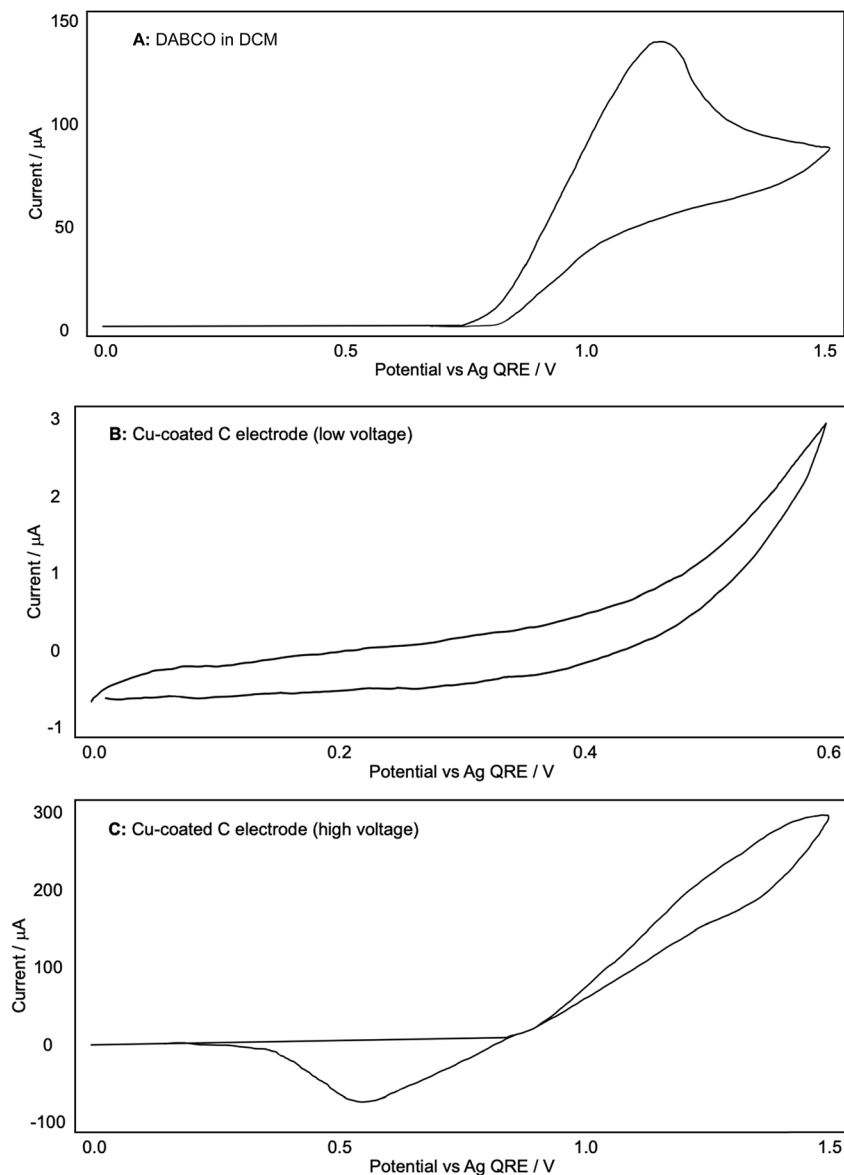 A: DABCO in DCM
150
100
50
0
Current / μA
0.0 0.5 1.0 1.5
Potential vs Ag QRE / V
B: Cu-coated C electrode (low voltage)
3
2
1
0
-1
Current / μA
0.0 0.2 0.4 0.6
Potential vs Ag QRE / V
C: Cu-coated C electrode (high voltage)
300
200
100
0
-100
Current / μA
0.0 0.5 1.0 1.5
Potential vs Ag QRE / V